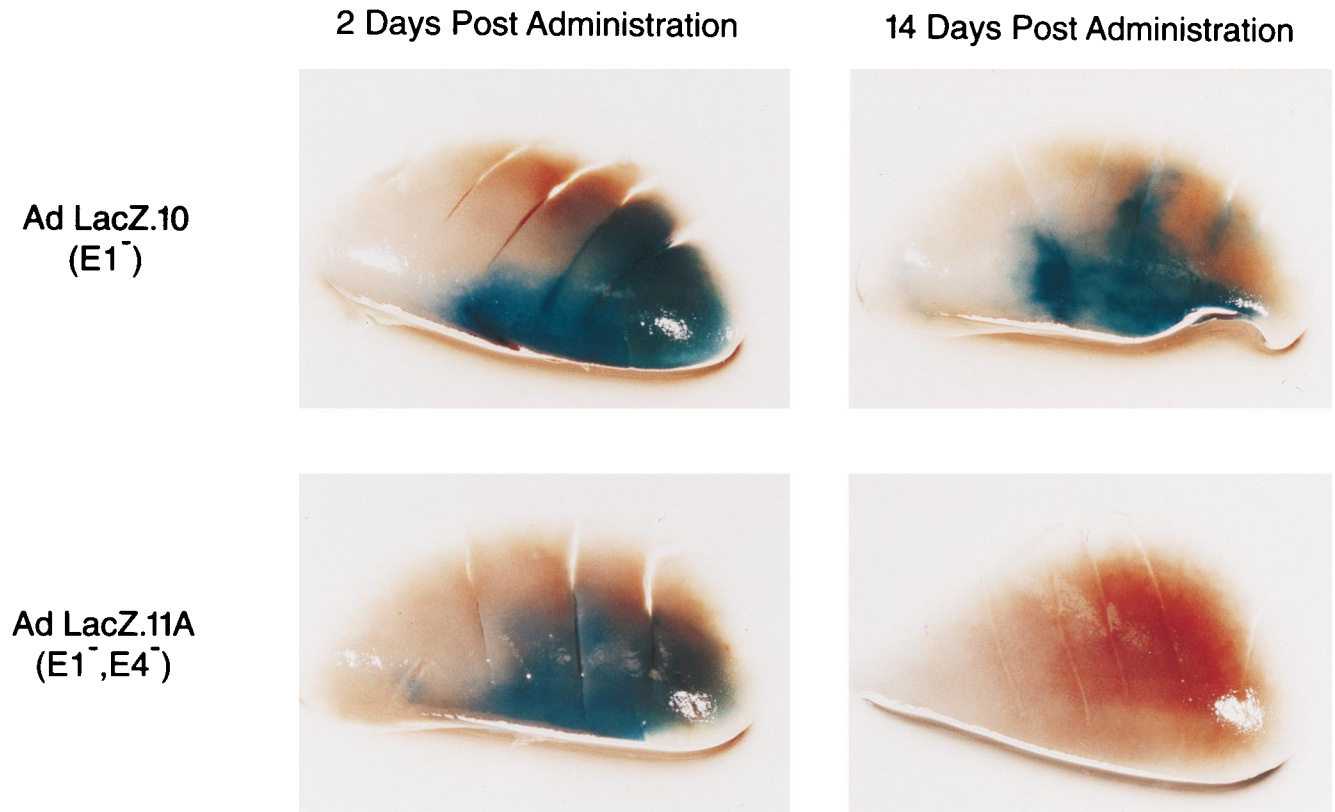 2 Days Post Administration
14 Days Post Administration
Ad LacZ.10
(E1⁻)
Ad LacZ.11A
(E1⁻,E4⁻)